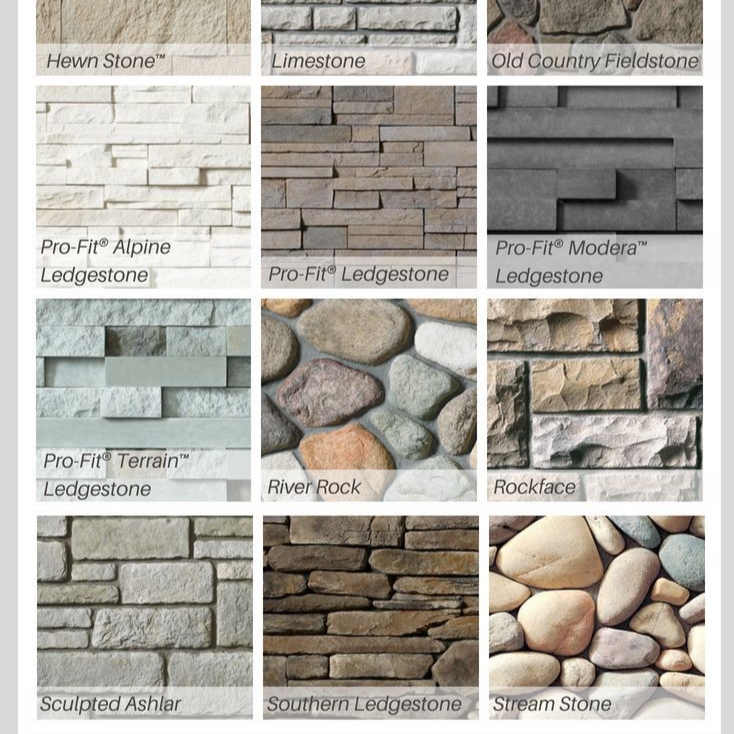 Hewn Stone™
Limestone
Old Country Fieldstone
Pro-Fit® Alpine
Ledgestone
Pro-Fit® Ledgestone
Pro-Fit® Modera™
Ledgestone
Pro-Fit® Terrain™
Ledgestone
River Rock
Rockface
Sculpted Ashlar
Southern Ledgestone
Stream Stone